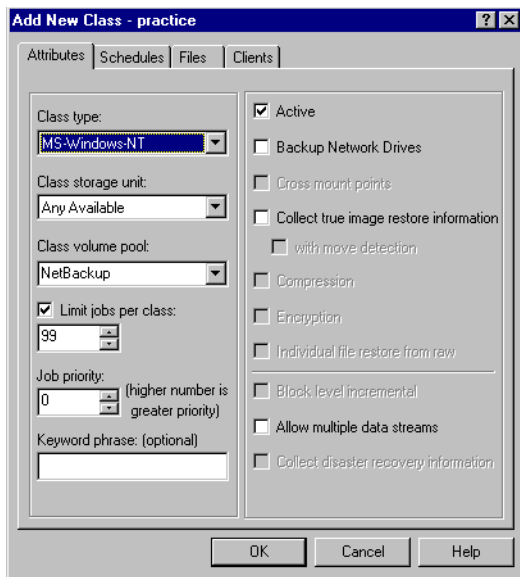 Add New Class - practice
Attributes
Schedules
Files
Clients
Class type:
MS-Windows-NT
Class storage unit:
Any Available
Class volume pool:
NetBackup
Limit jobs per class:
99
Job priority:
0
(higher number is
greater priority)
Keyword phrase: (optional)
Active
Backup Network Drives
Cross mount points
Collect true image restore information
with move detection
Compression
Encryption
Individual file restore from raw
Block level incremental
Allow multiple data streams
Collect disaster recovery information
OK
Cancel
Help